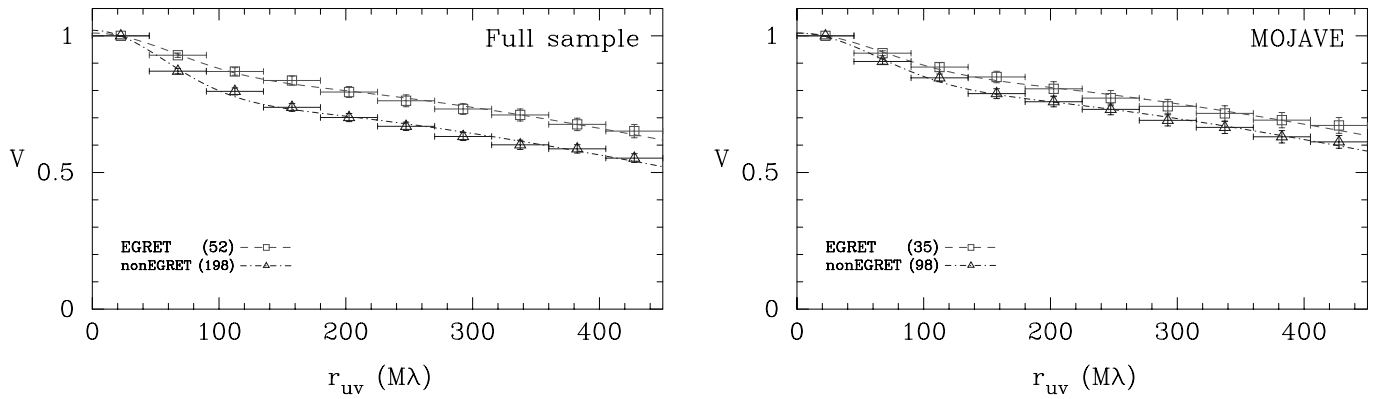 Full sample
1
0.5
0
V
EGRET (52)
nonEGRET (198)
0 100 200 300 400
r_uv (Mλ)
MOJAVE
1
0.5
0
V
EGRET (35)
nonEGRET (98)
0 100 200 300 400
r_uv (Mλ)